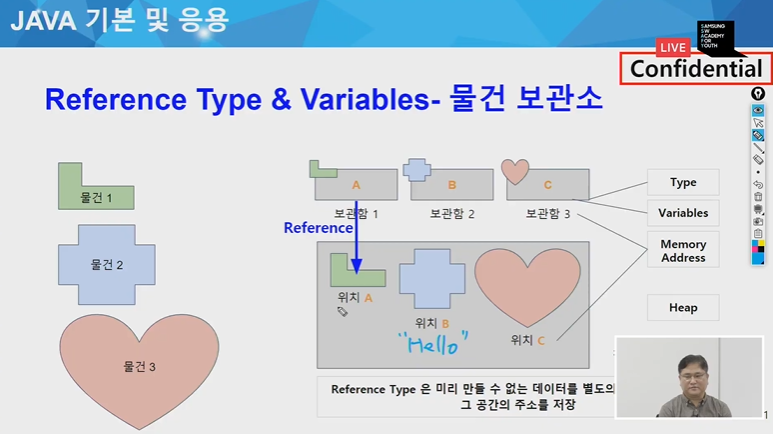 JAVA 기본 및 응용
SAMSUNG
SW
ACADEMY
FOR
YOUTH
LIVE
Confidential
Reference Type & Variables- 물건 보관소
물건 1
물건 2
물건 3
A
B
C
보관함 1
보관함 2
보관함 3
Reference
위치 A
위치 B
위치 C
"Hello"
Type
Variables
Memory
Address
Heap
Reference Type 은 미리 만들 수 없는 데이터를 별도의
그 공간의 주소를 저장
1